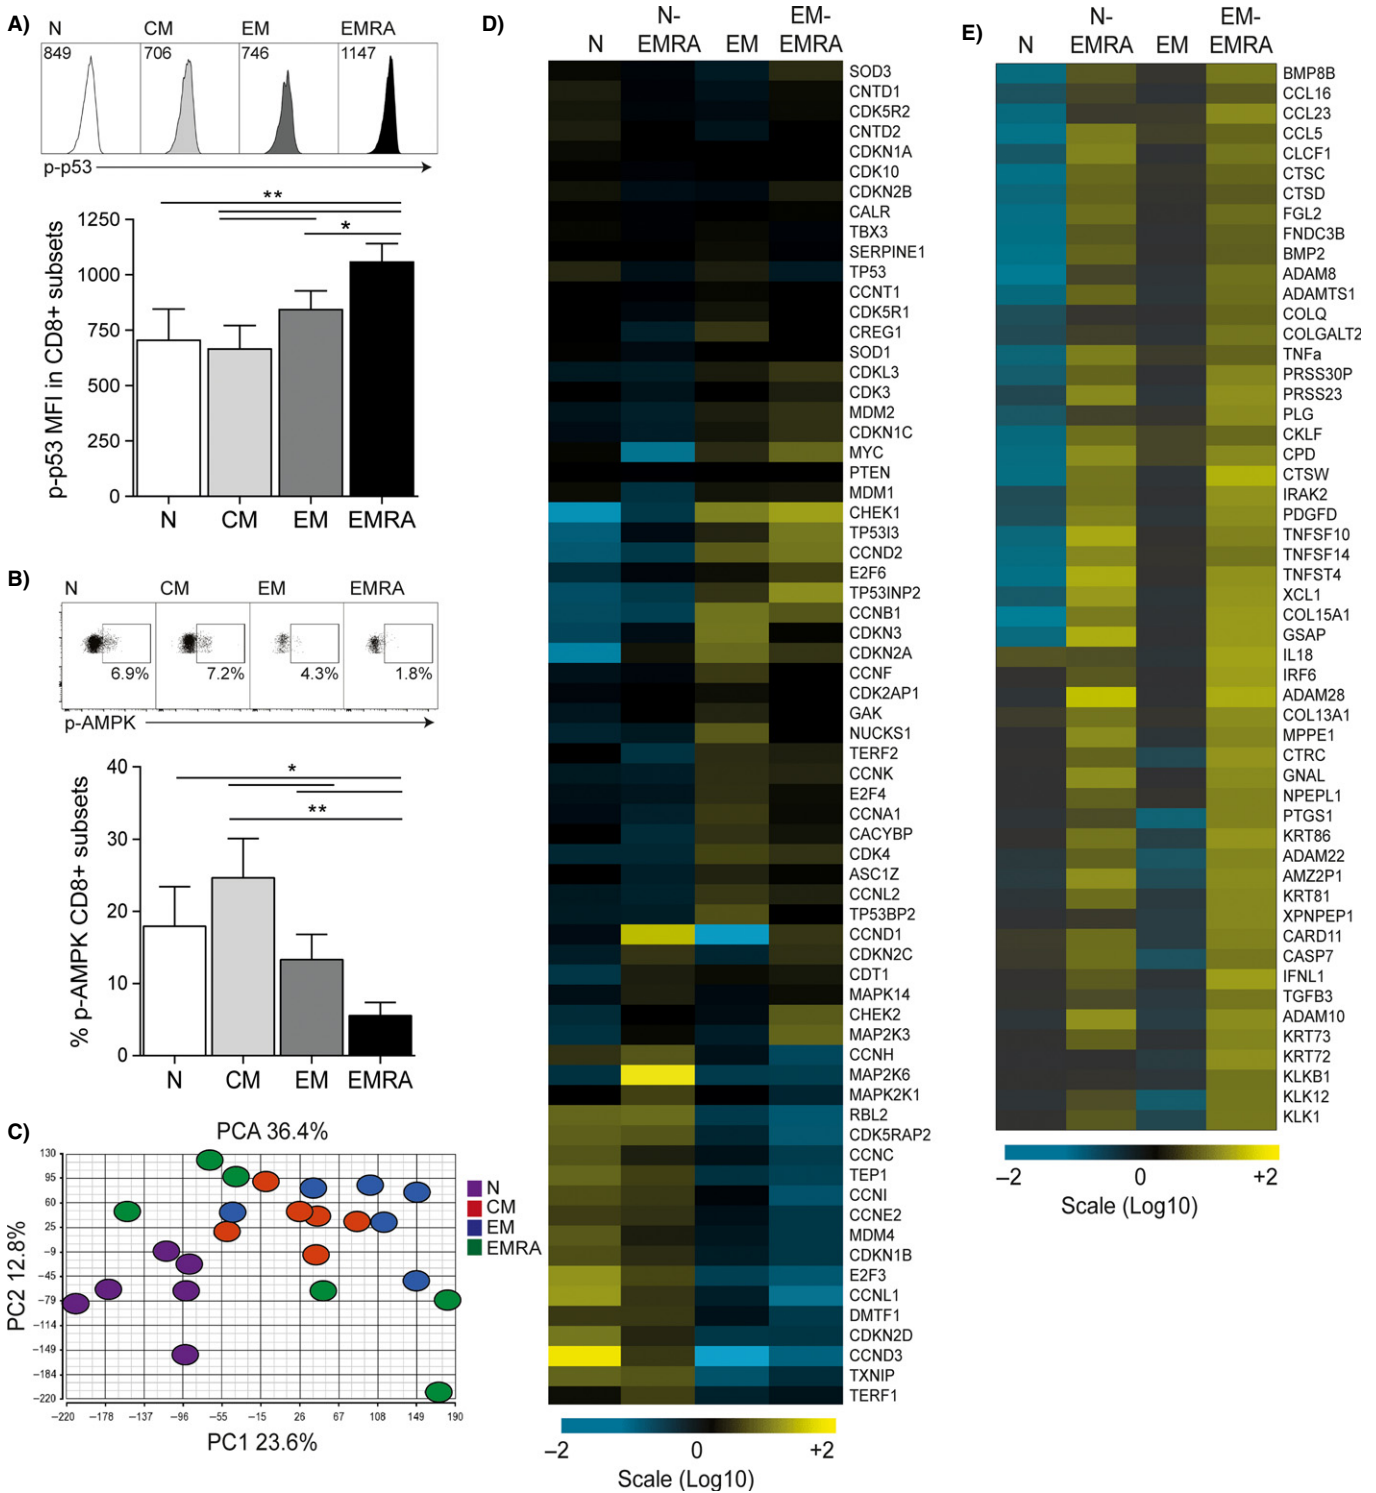 A)
N CM EM EMRA
849 706 746 1147
p-p53
**
*
p-p53 MFI in CD8+ subsets
1250
1000
750
500
250
0
N CM EM EMRA
B)
N CM EM EMRA
6.9% 7.2% 4.3% 1.8%
p-AMPK
*
**
% p-AMPK CD8+ subsets
40
30
20
10
0
N CM EM EMRA
C)
PCA 36.4%
PC2 12.8%
130
95
60
25
−9
−45
−79
−114
−149
−184
−220
−220 −178 −137 −96 −55 −15 26 67 108 149 190
PC1 23.6%
N
CM
EM
EMRA
D)
N N-EMRA EM EM-EMRA
SOD3
CNTD1
CDK5R2
CNTD2
CDKN1A
CDK10
CDKN2B
CALR
TBX3
SERPINE1
TP53
CCNT1
CDK5R1
CREG1
SOD1
CDKL3
CDK3
MDM2
CDKN1C
MYC
PTEN
MDM1
CHEK1
TP53I3
CCND2
E2F6
TP53INP2
CCNB1
CDKN3
CDKN2A
CCNF
CDK2AP1
GAK
NUCKS1
TERF2
CCNK
E2F4
CCNA1
CACYBP
CDK4
ASC1Z
CCNL2
TP53BP2
CCND1
CDKN2C
CDT1
MAPK14
CHEK2
MAP2K3
CCNH
MAP2K6
MAPK2K1
RBL2
CDK5RAP2
CCNC
TEP1
CCNI
CCNE2
MDM4
CDKN1B
E2F3
CCNL1
DMTF1
CDKN2D
CCND3
TXNIP
TERF1
−2 0 +2
Scale (Log10)
E)
N N-EMRA EM EM-EMRA
BMP8B
CCL16
CCL23
CCL5
CLCF1
CTSC
CTSD
FGL2
FNDC3B
BMP2
ADAM8
ADAMTS1
COLQ
COLGALT2
TNFa
PRSS30P
PRSS23
PLG
CKLF
CPD
CTSW
IRAK2
PDGFD
TNFSF10
TNFSF14
TNFST4
XCL1
COL15A1
GSAP
IL18
IRF6
ADAM28
COL13A1
MPPE1
CTRC
GNAL
NPEPL1
PTGS1
KRT86
ADAM22
AMZ2P1
KRT81
XPNPEP1
CARD11
CASP7
IFNL1
TGFB3
ADAM10
KRT73
KRT72
KLKB1
KLK12
KLK1
−2 0 +2
Scale (Log10)